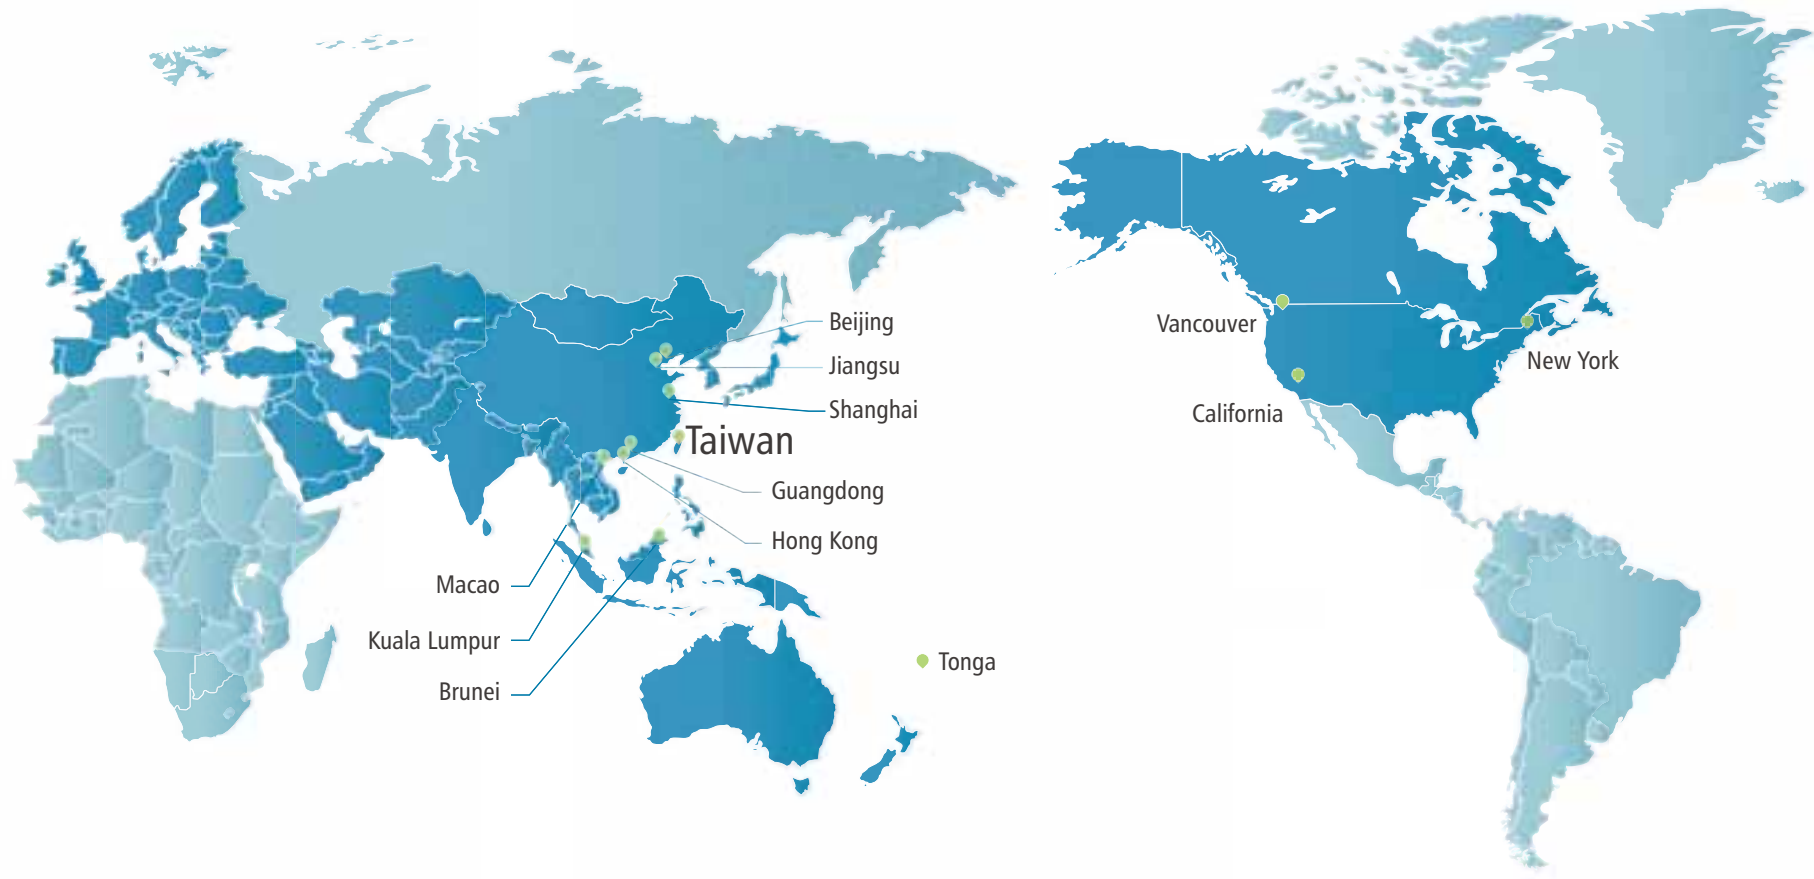 Beijing
Vancouver
Jiangsu
New York
Shanghai
California
Taiwan
Guangdong
Hong Kong
Macao
Kuala Lumpur
Tonga
Brunei